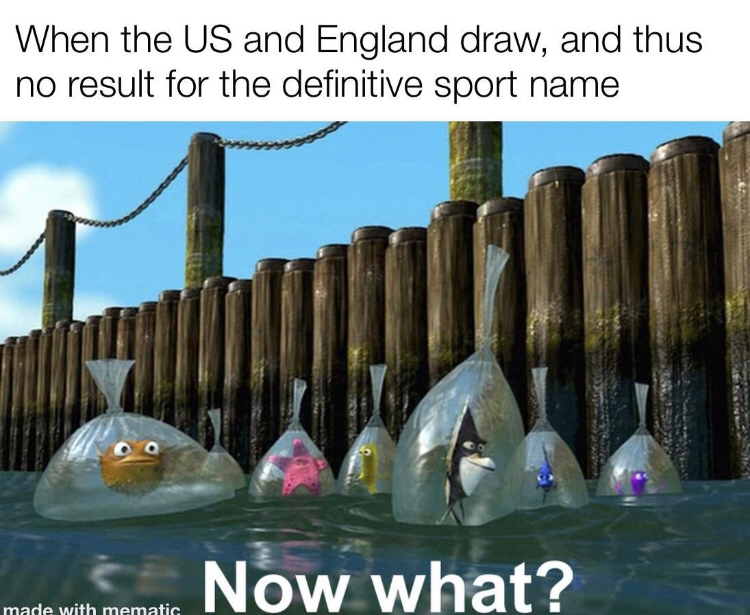 When the US and England draw, and thus
no result for the definitive sport name
Now what?
made with mematic